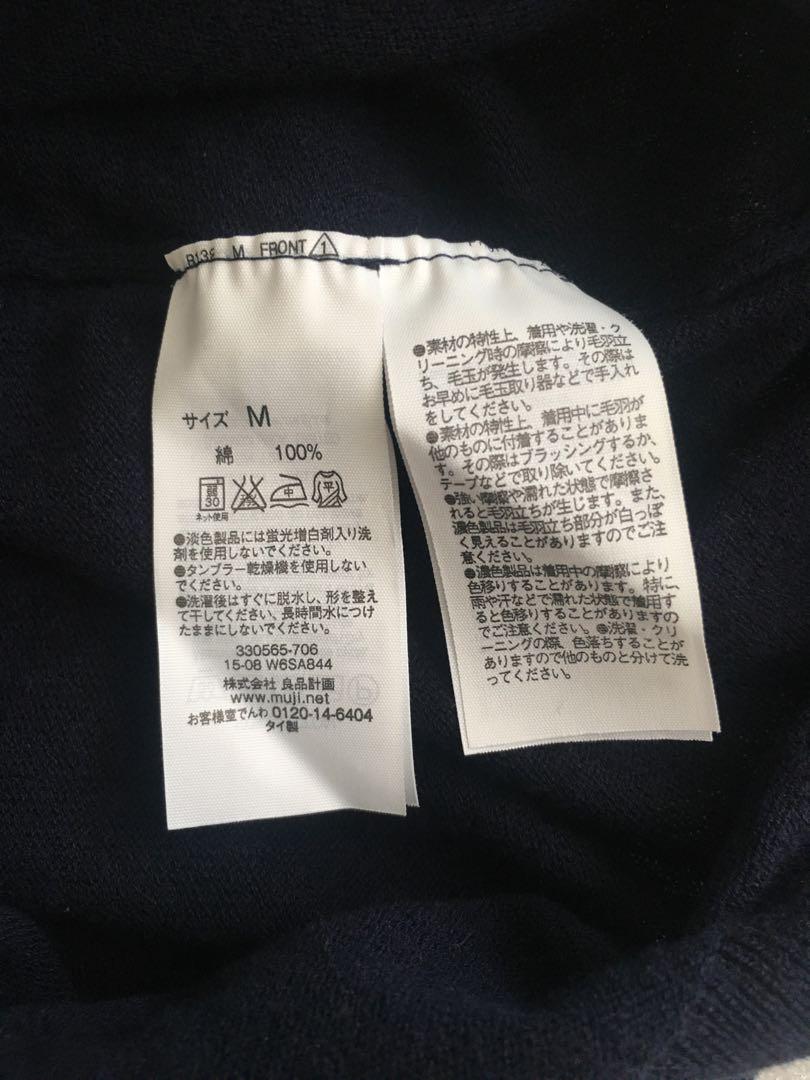 M FRONT 1
サイズ M
綿 100%
弱 30 中 平
ネット使用
●淡色製品には蛍光増白剤入り洗
剤を使用しないでください。
●タンブラー乾燥機を使用しない
でください。
●洗濯後はすぐに脱水し、形を整え
て干してください。長時間水につけ
たままにしないでください。
330565-706
15-08 W6SA844
株式会社 良品計画
www.muji.net
お客様室でんわ 0120-14-6404
タイ製
●素材の特性上、着用や洗濯・ク
リーニング時の摩擦により毛羽立
ち、毛玉が発生します。その際は
お早めに毛玉取り器などで手入れ
をしてください。
●素材の特性上、着用中に毛羽が
他のものに付着することがありま
す。その際はブラッシングするか、
テープなどで取り除いてください。
●強い摩擦や濡れた状態で摩擦さ
れると毛羽立ちが生じます。また、
濃色製品は毛羽立ち部分が白っぽ
く見えることがありますのでご注
意ください。
●濃色製品は着用中の摩擦により
色移りすることがあります。特に、
雨や汗などで濡れた状態で着用す
ると色移りすることがありますの
でご注意ください。●洗濯・クリ
ーニングの際、色落ちすることが
ありますので他のものと分けて洗
ってください。